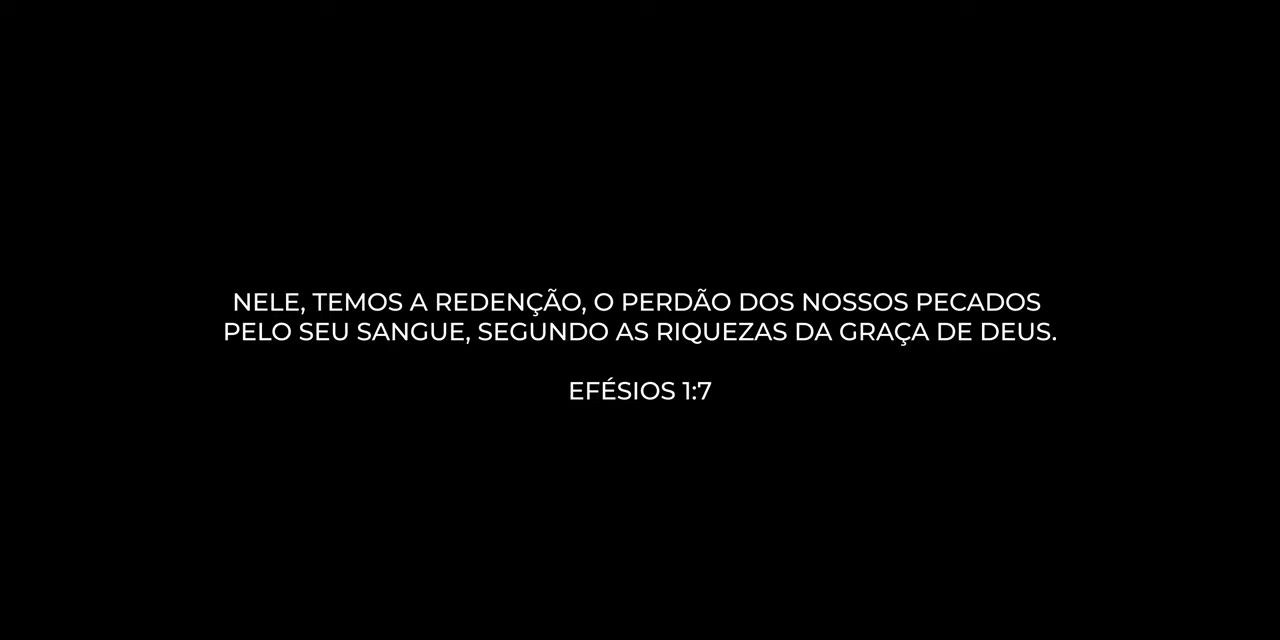 NELE, TEMOS A REDENÇÃO, O PERDÃO DOS NOSSOS PECADOS
PELO SEU SANGUE, SEGUNDO AS RIQUEZAS DA GRAÇA DE DEUS.
EFÉSIOS 1:7